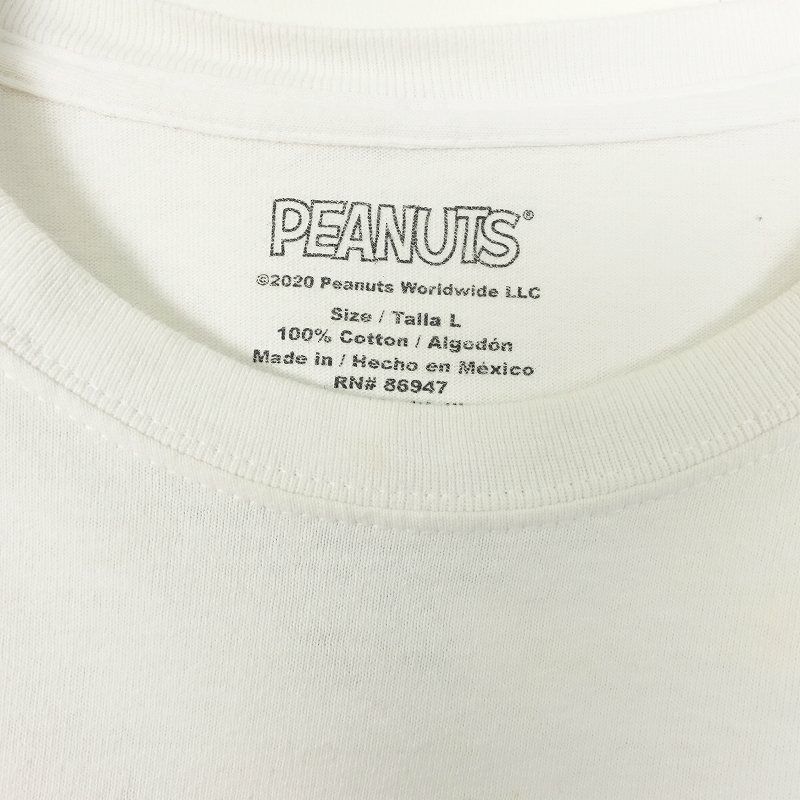 PEANUTS®
©2020 Peanuts Worldwide LLC
Size / Talla L
100% Cotton / Algodón
Made in / Hecho en México
RN# 86947